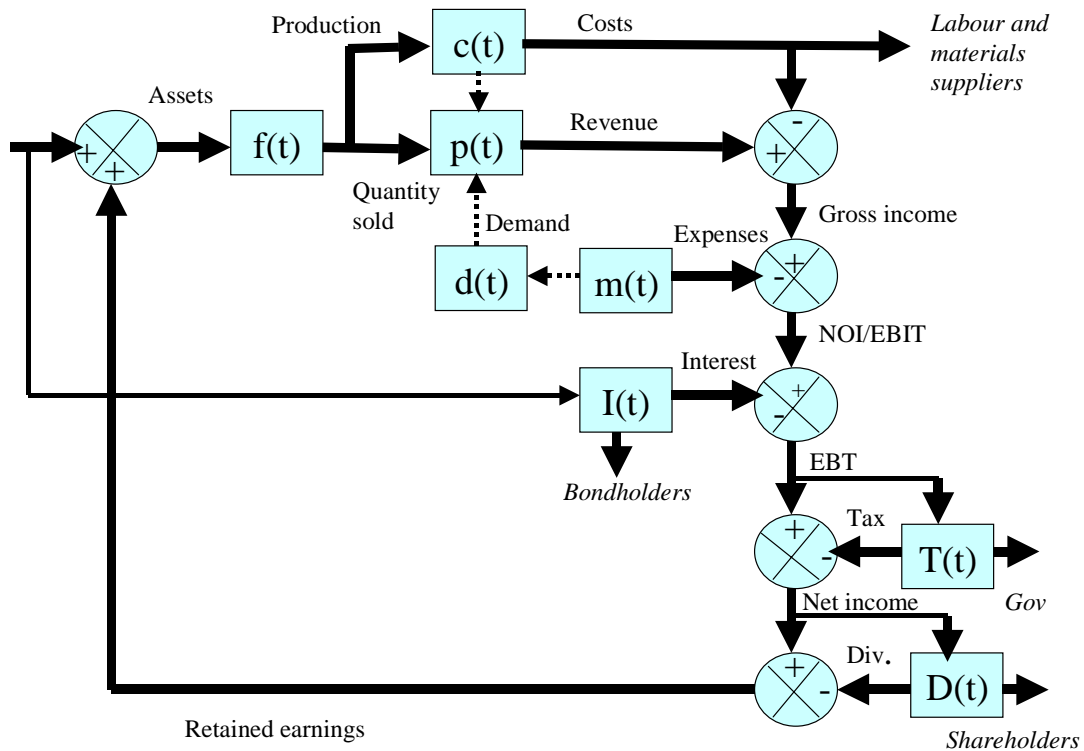 Production
c(t)
Costs
Labour and
materials
suppliers
Assets
-
+
+
f(t)
p(t)
Revenue
+
Quantity
sold
Demand
Gross income
Expenses
d(t)
m(t)
+
-
NOI/EBIT
Interest
I(t)
+
-
EBT
Bondholders
Tax
+
-
T(t)
Net income
Gov
Div.
+
-
D(t)
Retained earnings
Shareholders